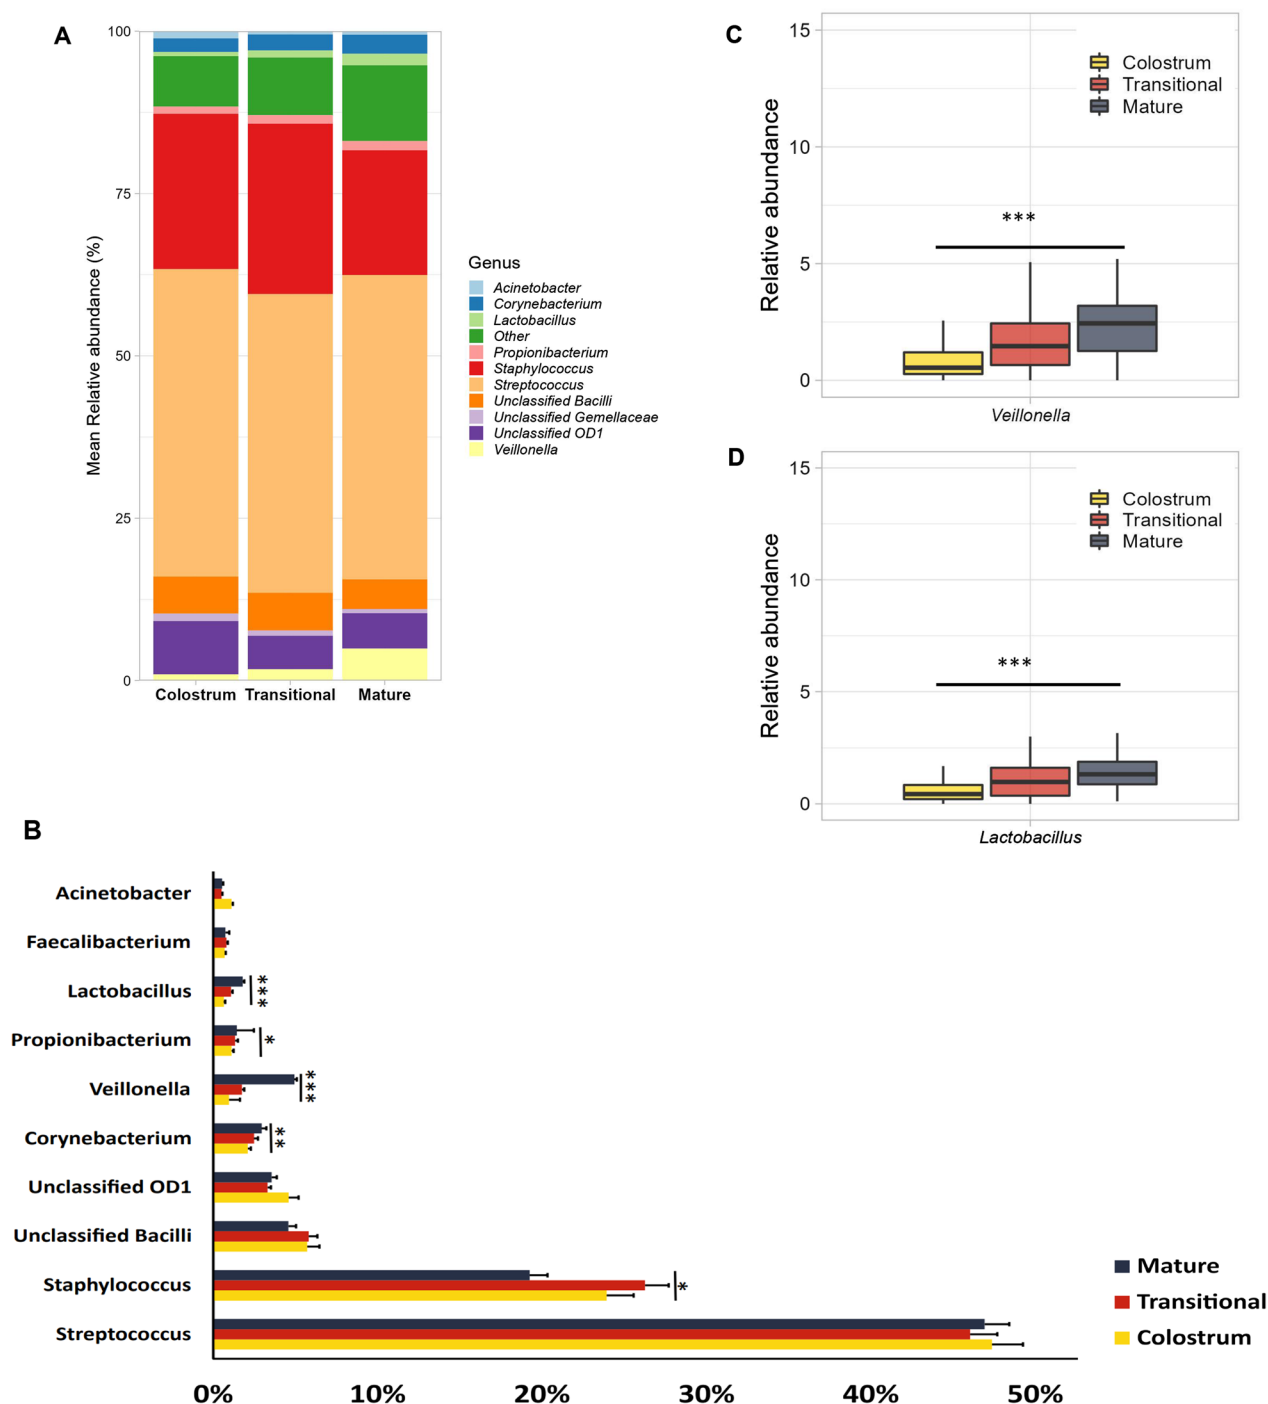 A
100
75
50
25
0
Mean Relative abundance (%)
Colostrum Transitional Mature
Genus
Acinetobacter
Corynebacterium
Lactobacillus
Other
Propionibacterium
Staphylococcus
Streptococcus
Unclassified Bacilli
Unclassified Gemellaceae
Unclassified OD1
Veillonella
C
15
10
5
0
Relative abundance
Colostrum
Transitional
Mature
***
Veillonella
D
15
10
5
0
Relative abundance
Colostrum
Transitional
Mature
***
Lactobacillus
B
Acinetobacter
Faecalibacterium
Lactobacillus
***
Propionibacterium
*
Veillonella
***
Corynebacterium
**
Unclassified OD1
Unclassified Bacilli
Staphylococcus
*
Streptococcus
0% 10% 20% 30% 40% 50%
Mature
Transitional
Colostrum